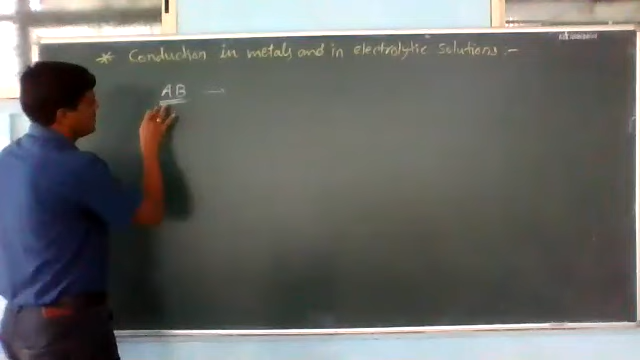 * Conduction in metals and in electrolytic solutions :-
AB →